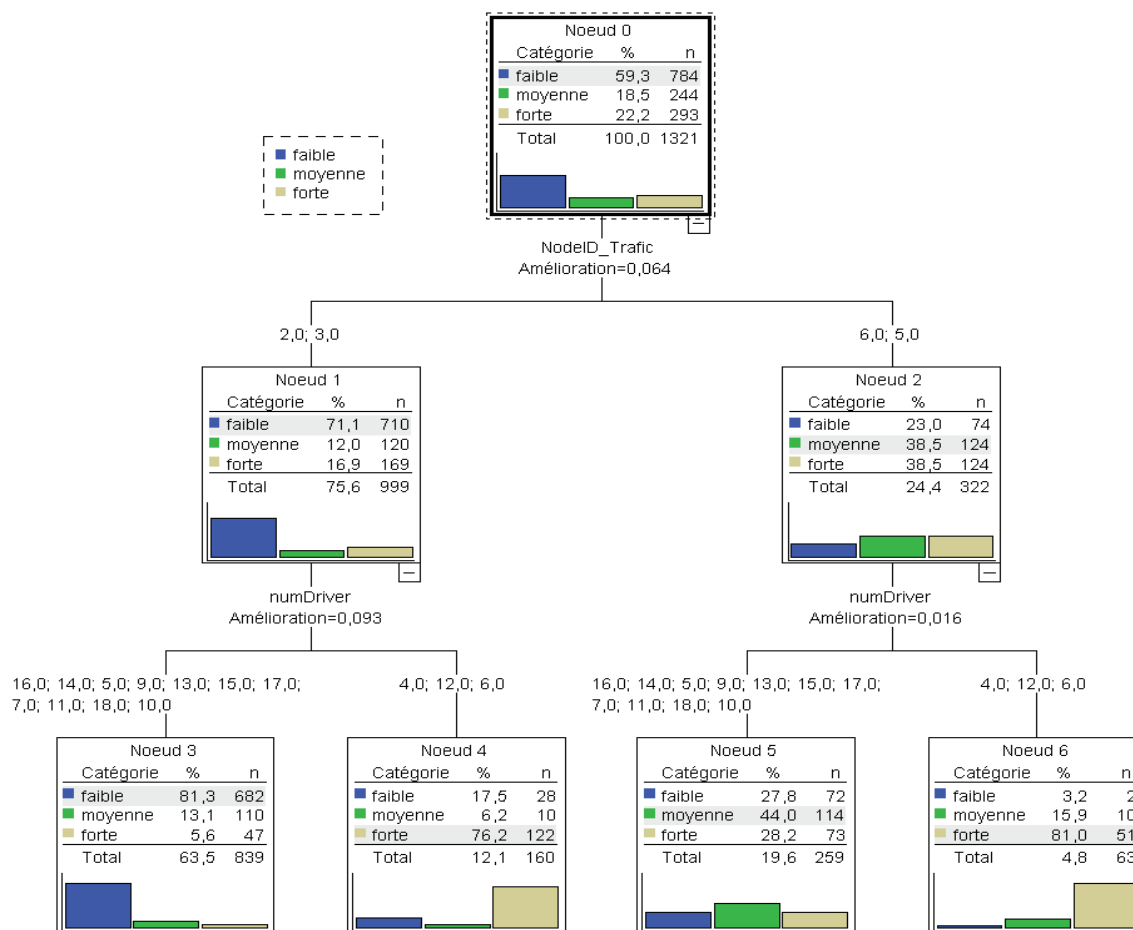 Noeud 0
Catégorie % n
faible 59,3 784
moyenne 18,5 244
forte 22,2 293
Total 100,0 1321
faible
moyenne
forte
NodeID_Trafic
Amélioration=0,064
2,0; 3,0
6,0; 5,0
Noeud 1
Catégorie % n
faible 71,1 710
moyenne 12,0 120
forte 16,9 169
Total 75,6 999
Noeud 2
Catégorie % n
faible 23,0 74
moyenne 38,5 124
forte 38,5 124
Total 24,4 322
numDriver
Amélioration=0,093
numDriver
Amélioration=0,016
16,0; 14,0; 5,0; 9,0; 13,0; 15,0; 17,0;
7,0; 11,0; 18,0; 10,0
4,0; 12,0; 6,0
16,0; 14,0; 5,0; 9,0; 13,0; 15,0; 17,0;
7,0; 11,0; 18,0; 10,0
4,0; 12,0; 6,0
Noeud 3
Catégorie % n
faible 81,3 682
moyenne 13,1 110
forte 5,6 47
Total 63,5 839
Noeud 4
Catégorie % n
faible 17,5 28
moyenne 6,2 10
forte 76,2 122
Total 12,1 160
Noeud 5
Catégorie % n
faible 27,8 72
moyenne 44,0 114
forte 28,2 73
Total 19,6 259
Noeud 6
Catégorie % n
faible 3,2 2
moyenne 15,9 10
forte 81,0 51
Total 4,8 63